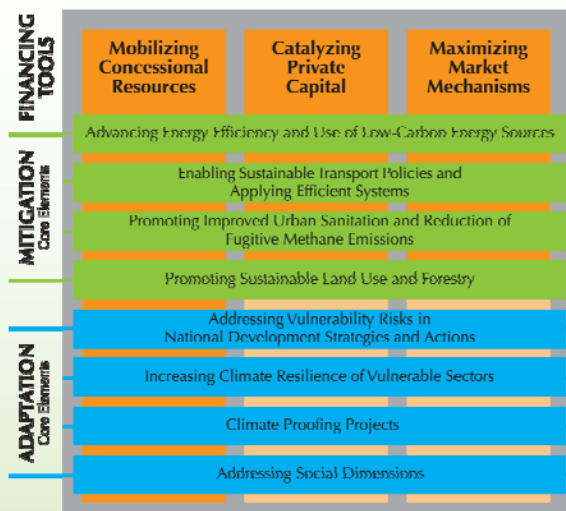 FINANCING
TOOLS
Mobilizing
Concessional
Resources
Catalyzing
Private
Capital
Maximizing
Market
Mechanisms
MITIGATION
Core Elements
Advancing Energy Efficiency and Use of Low-Carbon Energy Sources
Enabling Sustainable Transport Policies and
Applying Efficient Systems
Promoting Improved Urban Sanitation and Reduction of
Fugitive Methane Emissions
Promoting Sustainable Land Use and Forestry
ADAPTATION
Core Elements
Addressing Vulnerability Risks in
National Development Strategies and Actions
Increasing Climate Resilience of Vulnerable Sectors
Climate Proofing Projects
Addressing Social Dimensions